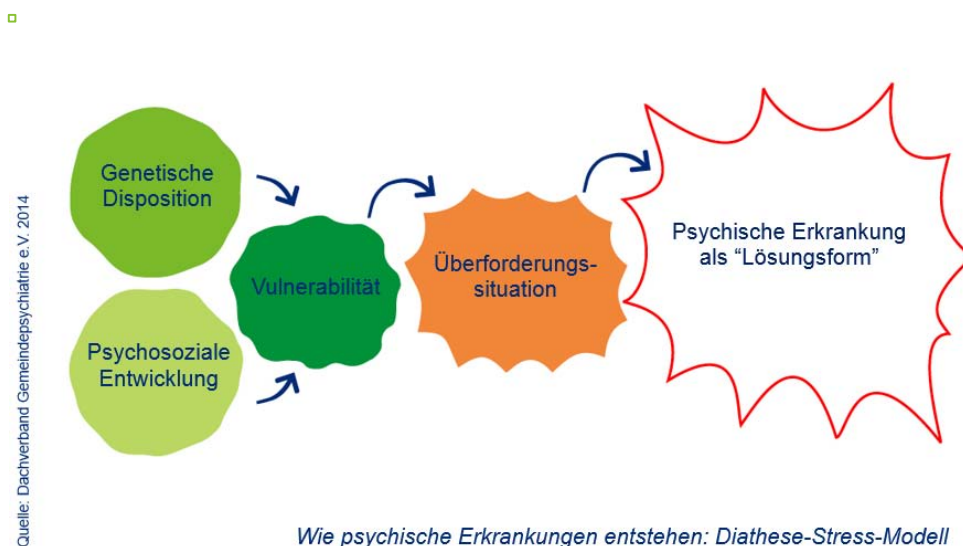 Genetische
Disposition
Psychosoziale
Entwicklung
Vulnerabilität
Überforderungs-
situation
Psychische Erkrankung
als “Lösungsform”
Quelle: Dachverband Gemeindepsychiatrie e.V. 2014
Wie psychische Erkrankungen entstehen: Diathese-Stress-Modell